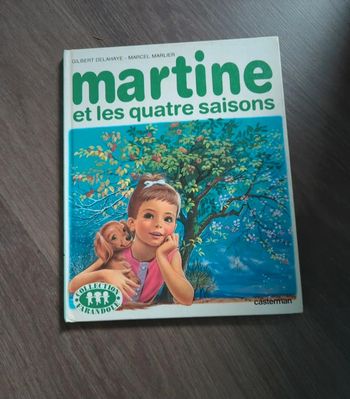 GILBERT DELAHAYE - MARCEL MARLIER
martine
et les quatre saisons
COLLECTION
FARANDOLE
casterman